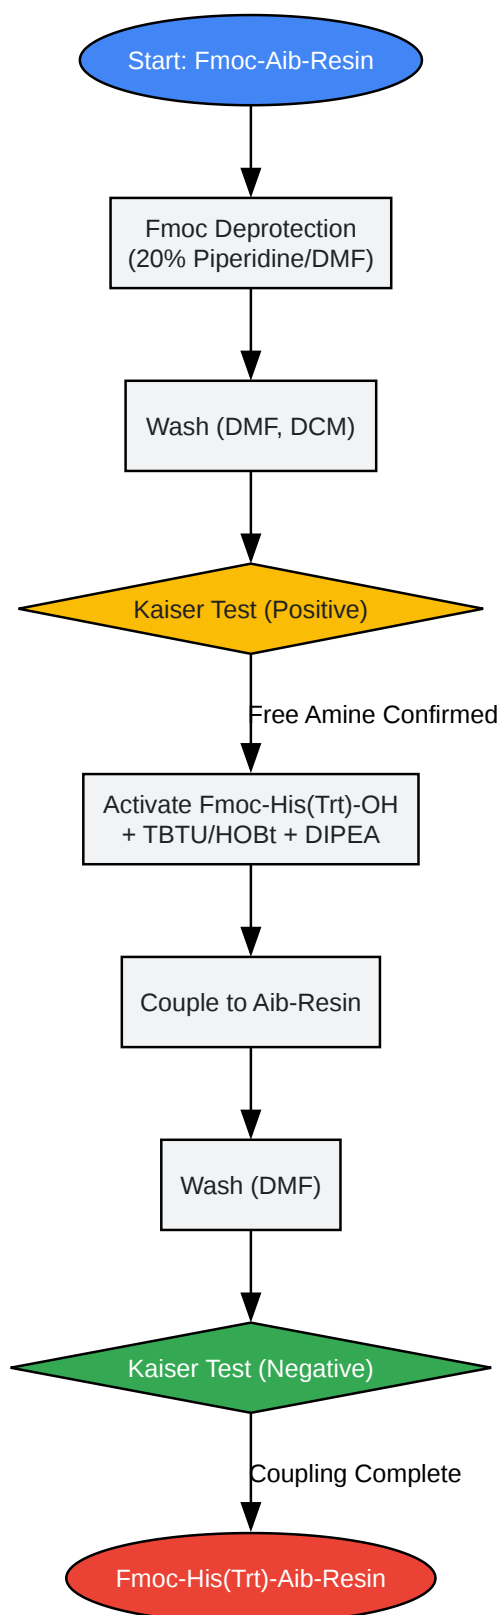 Start: Fmoc-Aib-Resin
Fmoc Deprotection
(20% Piperidine/DMF)
Wash (DMF, DCM)
Kaiser Test (Positive)
Free Amine Confirmed
Activate Fmoc-His(Trt)-OH
+ TBTU/HOBt + DIPEA
Couple to Aib-Resin
Wash (DMF)
Kaiser Test (Negative)
Coupling Complete
Fmoc-His(Trt)-Aib-Resin